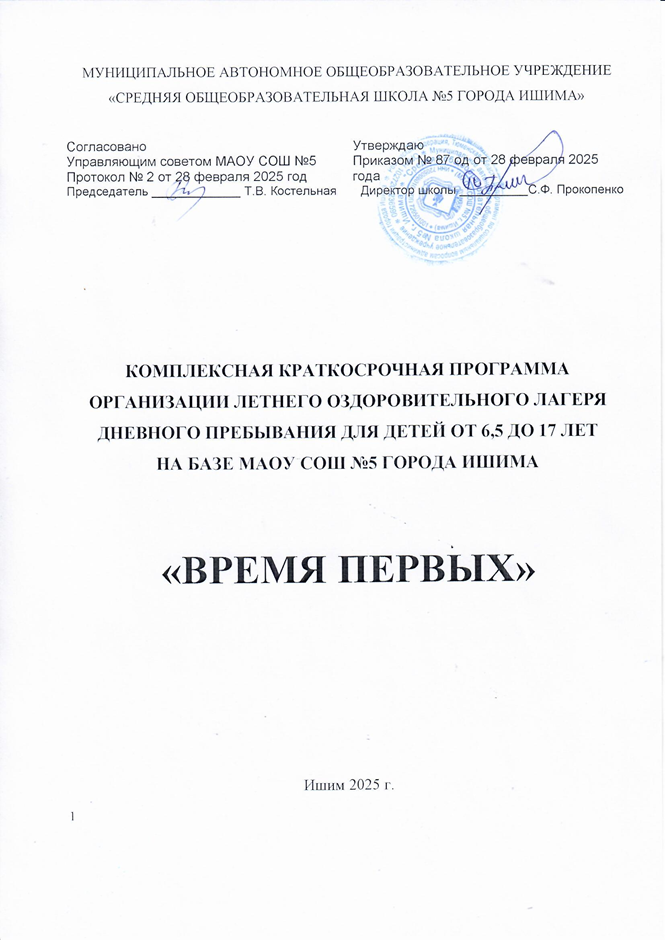 МУНИЦИПАЛЬНОЕ АВТОНОМНОЕ ОБЩЕОБРАЗОВАТЕЛЬНОЕ УЧРЕЖДЕНИЕ
«СРЕДНЯЯ ОБЩЕОБРАЗОВАТЕЛЬНАЯ ШКОЛА №5 ГОРОДА ИШИМА»
Согласовано
Управляющим советом МАОУ СОШ №5
Протокол № 2 от 28 февраля 2025 год
Председатель ______________ Т.В. Костельная
Утверждаю
Приказом № 87 од от 28 февраля 2025
года
Директор школы ___________С.Ф. Прокопенко
КОМПЛЕКСНАЯ КРАТКОСРОЧНАЯ ПРОГРАММА
ОРГАНИЗАЦИИ ЛЕТНЕГО ОЗДОРОВИТЕЛЬНОГО ЛАГЕРЯ
ДНЕВНОГО ПРЕБЫВАНИЯ ДЛЯ ДЕТЕЙ ОТ 6,5 ДО 17 ЛЕТ
НА БАЗЕ МАОУ СОШ №5 ГОРОДА ИШИМА
«ВРЕМЯ ПЕРВЫХ»
Ишим 2025 г.
1